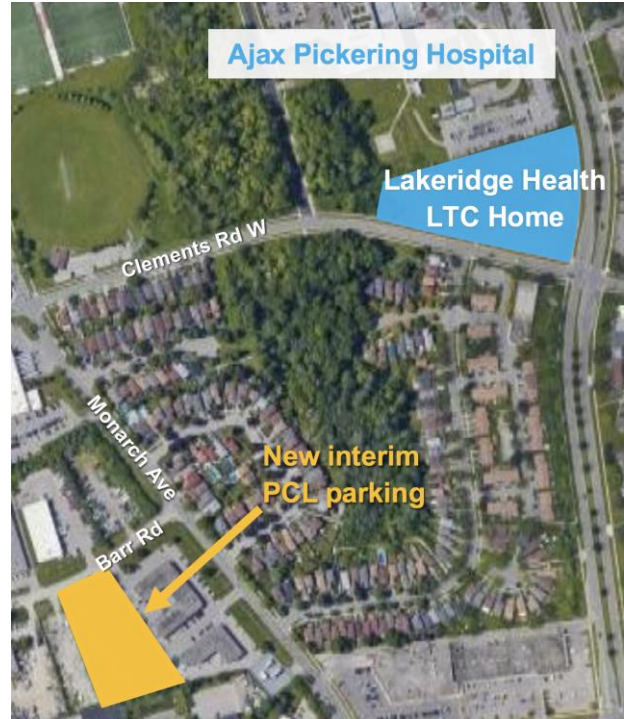 Ajax Pickering Hospital
Lakeridge Health
LTC Home
Clements Rd W
Monarch Ave
New interim
PCL parking
Barr Rd